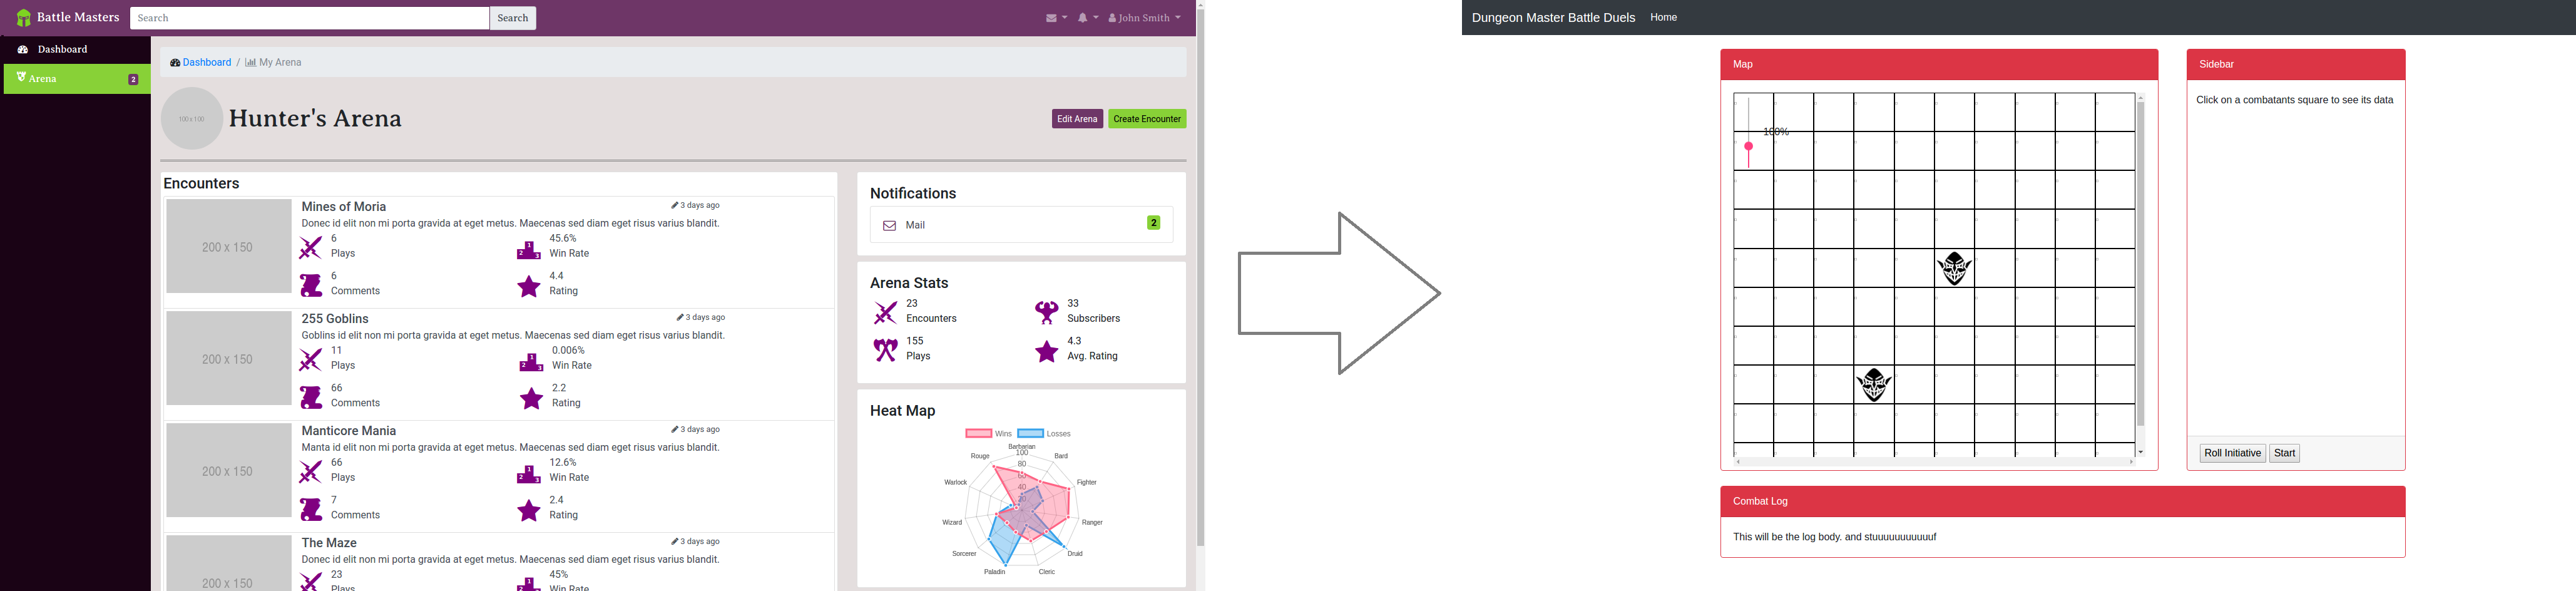 Battle Masters
Search
Search
John Smith
Dashboard
Arena
2
Dashboard / My Arena
100 x 100
Hunter's Arena
Edit Arena
Create Encounter
Encounters
200 x 150
Mines of Moria
3 days ago
Donec id elit non mi porta gravida at eget metus. Maecenas sed diam eget risus varius blandit.
6
Plays
45.6%
Win Rate
6
Comments
4.4
Rating
200 x 150
255 Goblins
3 days ago
Goblins id elit non mi porta gravida at eget metus. Maecenas sed diam eget risus varius blandit.
11
Plays
0.006%
Win Rate
66
Comments
2.2
Rating
200 x 150
Manticore Mania
3 days ago
Manta id elit non mi porta gravida at eget metus. Maecenas sed diam eget risus varius blandit.
66
Plays
12.6%
Win Rate
7
Comments
2.4
Rating
200 x 150
The Maze
3 days ago
Donec id elit non mi porta gravida at eget metus. Maecenas sed diam eget risus varius blandit.
23
Plays
45%
Win Rate
Notifications
Mail
2
Arena Stats
23
Encounters
33
Subscribers
155
Plays
4.3
Avg. Rating
Heat Map
Wins
Losses
Barbarian
Bard
Fighter
Ranger
Druid
Cleric
Paladin
Sorcerer
Wizard
Warlock
Rouge
100
80
60
40
Dungeon Master Battle Duels
Home
Map
100%
Sidebar
Click on a combatants square to see its data
Roll Initiative
Start
Combat Log
This will be the log body. and stuuuuuuuuuuf